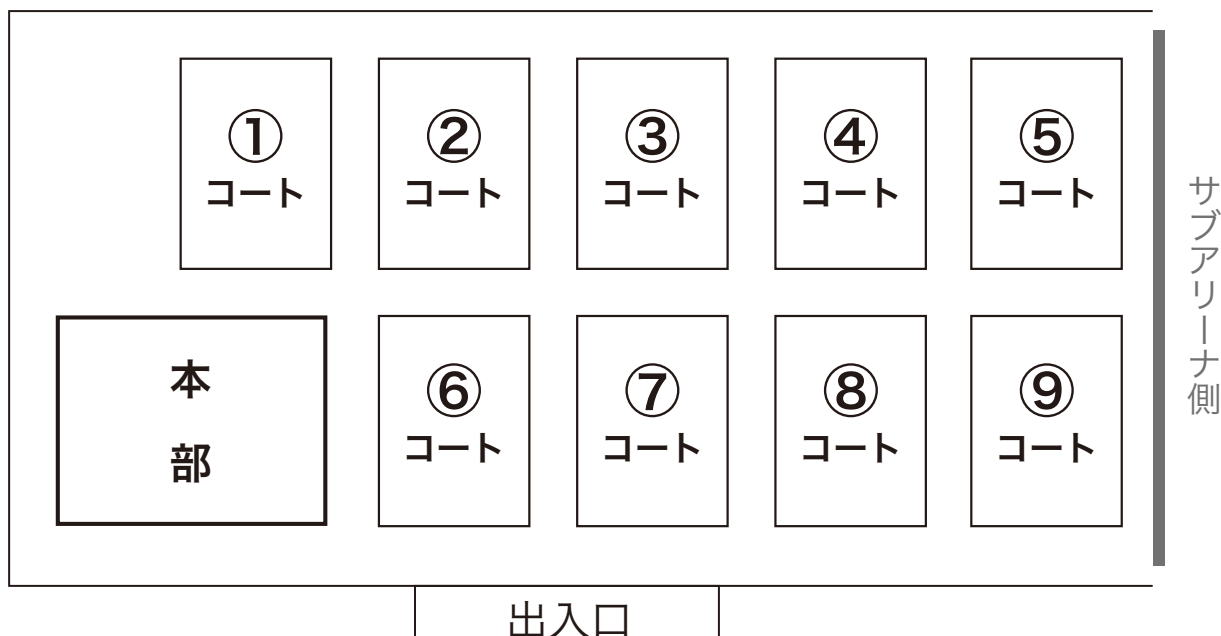 ①
コート
②
コート
③
コート
④
コート
⑤
コート
本
部
⑥
コート
⑦
コート
⑧
コート
⑨
コート
サブアリーナ側
出入口